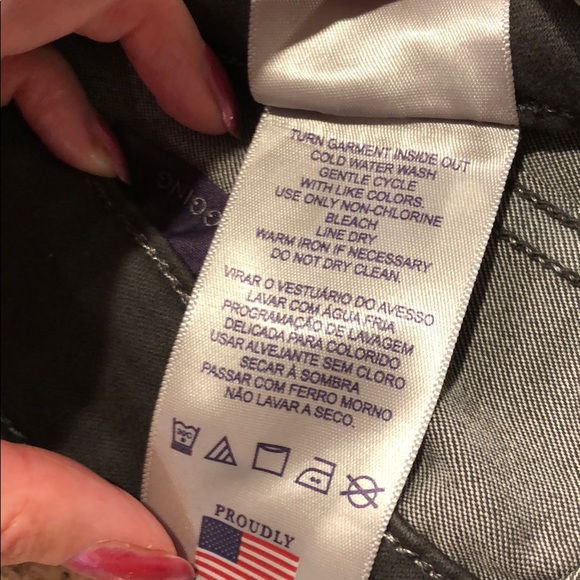 TURN GARMENT INSIDE OUT
COLD WATER WASH
GENTLE CYCLE
WITH LIKE COLORS.
USE ONLY NON-CHLORINE
BLEACH
LINE DRY
WARM IRON IF NECESSARY
DO NOT DRY CLEAN.
VIRAR O VESTUÁRIO DO AVESSO
LAVAR COM ÁGUA FRIA
PROGRAMAÇÃO DE LAVAGEM
DELICADA PARA COLORIDO
USAR ALVEJANTE SEM CLORO
SECAR À SOMBRA
PASSAR COM FERRO MORNO
NÃO LAVAR A SECO.
PROUDLY